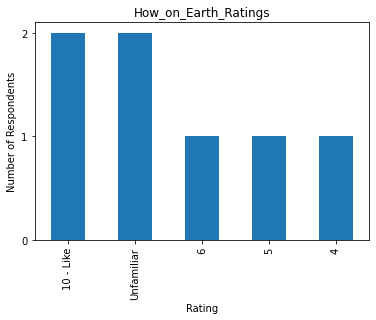 How_on_Earth_Ratings
Number of Respondents
2
1
0
10 - Like
Unfamiliar
6
5
4
Rating